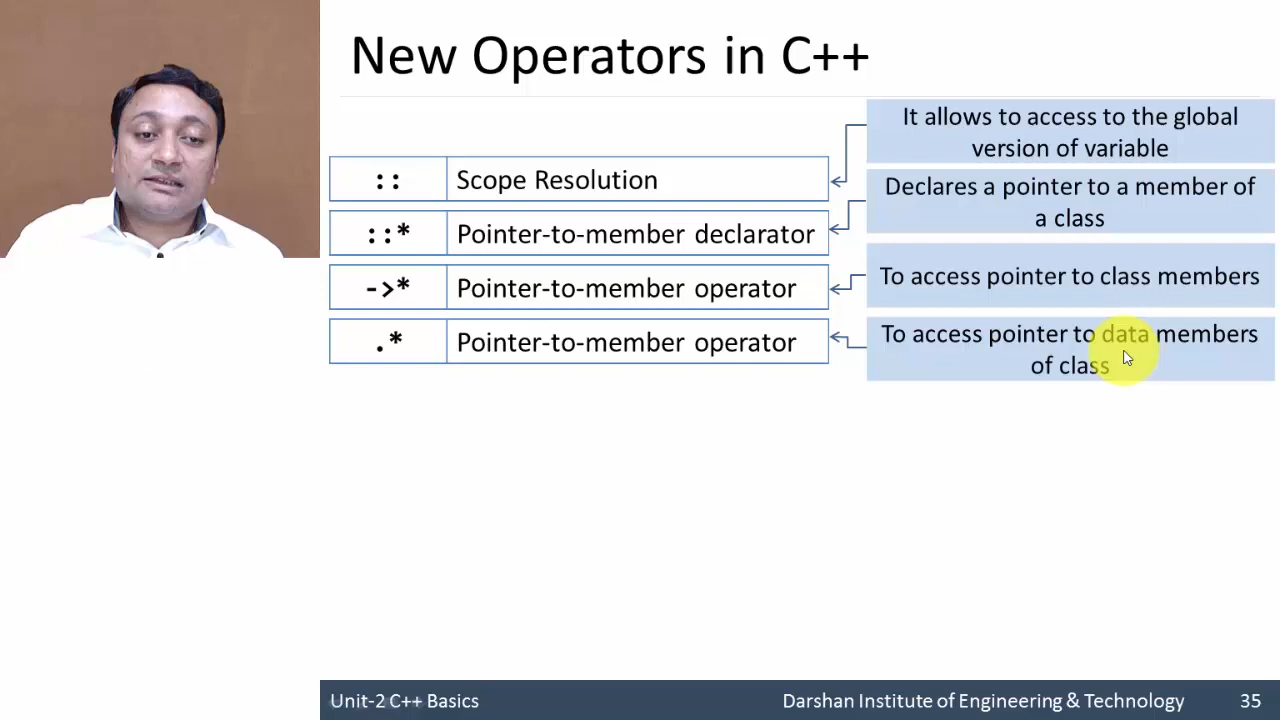 New Operators in C++
It allows to access to the global
version of variable
:: Scope Resolution
Declares a pointer to a member of
a class
::* Pointer-to-member declarator
->* Pointer-to-member operator
To access pointer to class members
.* Pointer-to-member operator
To access pointer to data members
of class
Unit-2 C++ Basics
Darshan Institute of Engineering & Technology
35